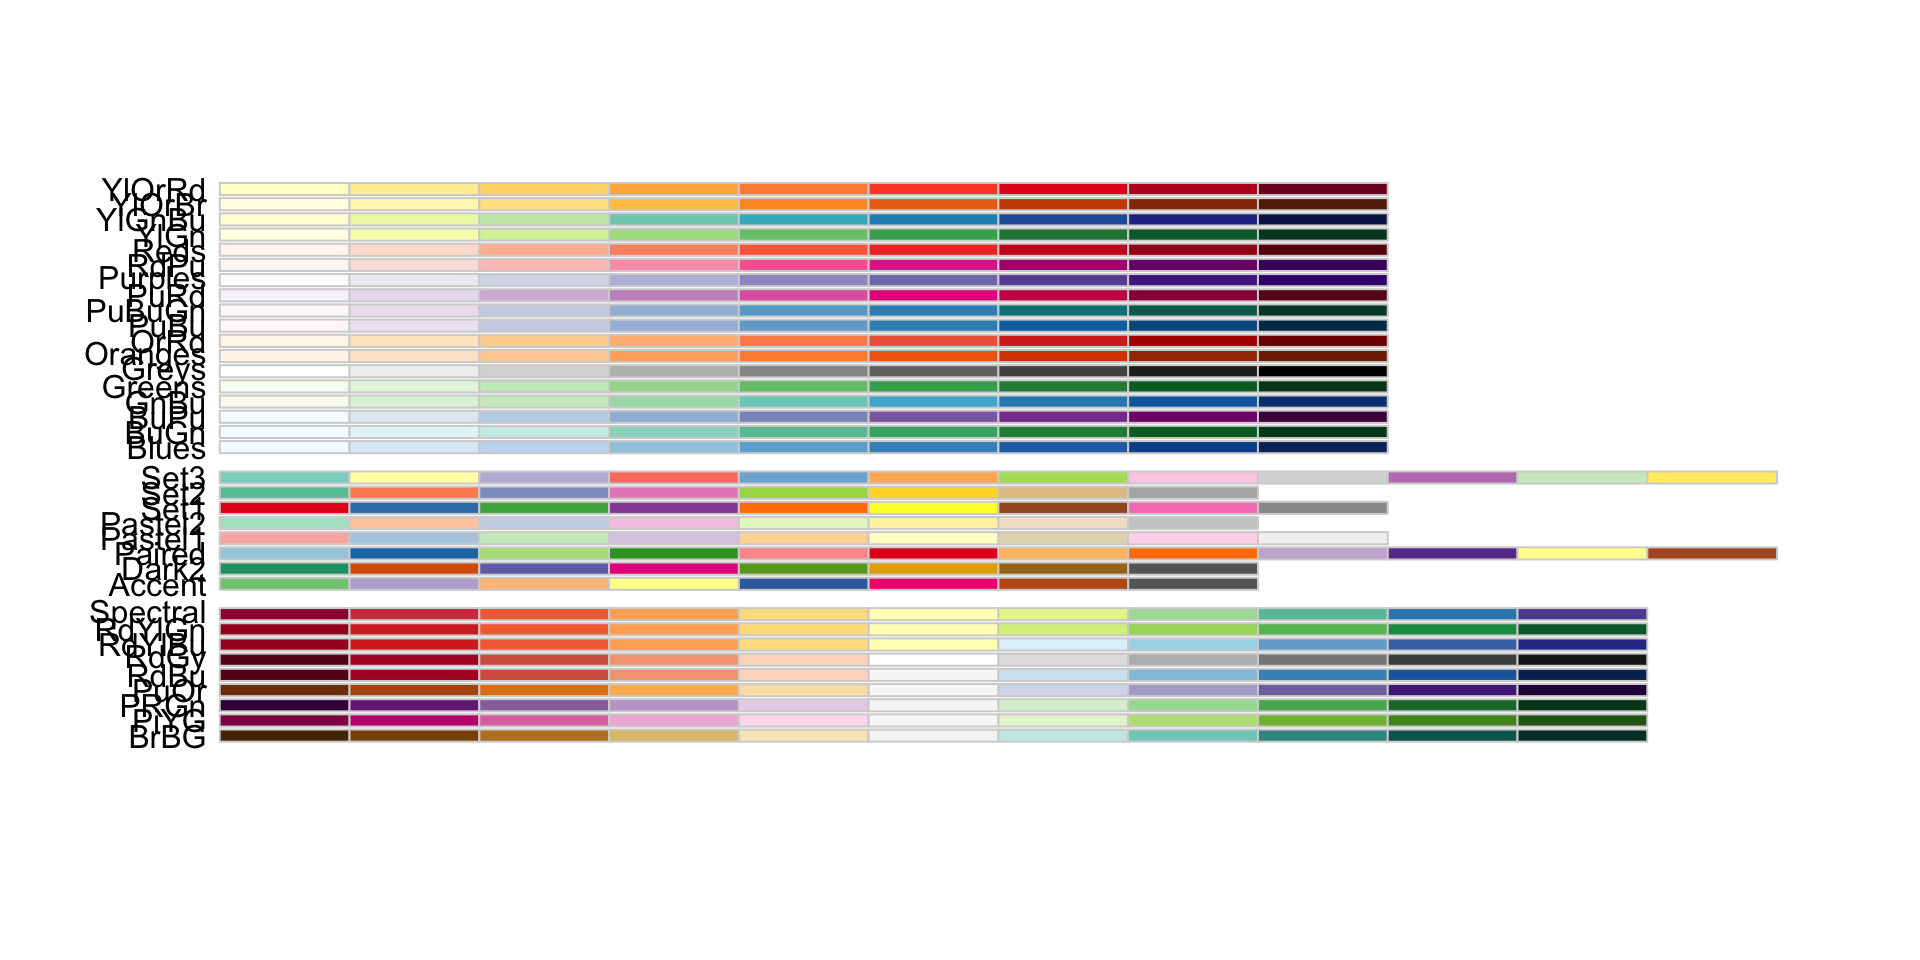 YlOrRd
YlOrBr
YlGnBu
YlGn
Reds
RdPu
Purples
PuRd
PuBuGn
PuBu
OrRd
Oranges
Greys
Greens
GnBu
BuPu
BuGn
Blues
Set3
Set2
Set1
Pastel2
Pastel1
Paired
Dark2
Accent
Spectral
RdYlGn
RdYlBu
RdGy
RdBu
PuOr
PRGn
PiYG
BrBG